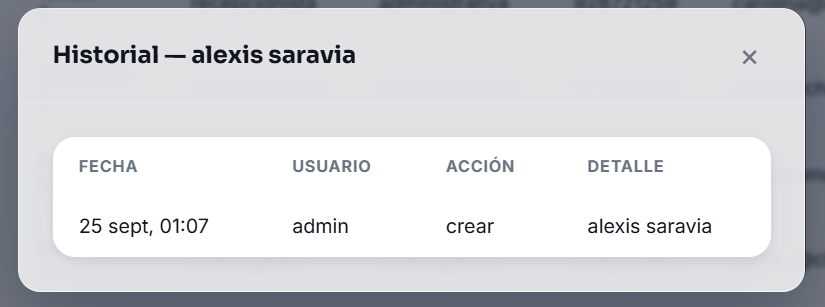 Historial — alexis saravia
×
FECHA USUARIO ACCIÓN DETALLE
25 sept, 01:07 admin crear alexis saravia